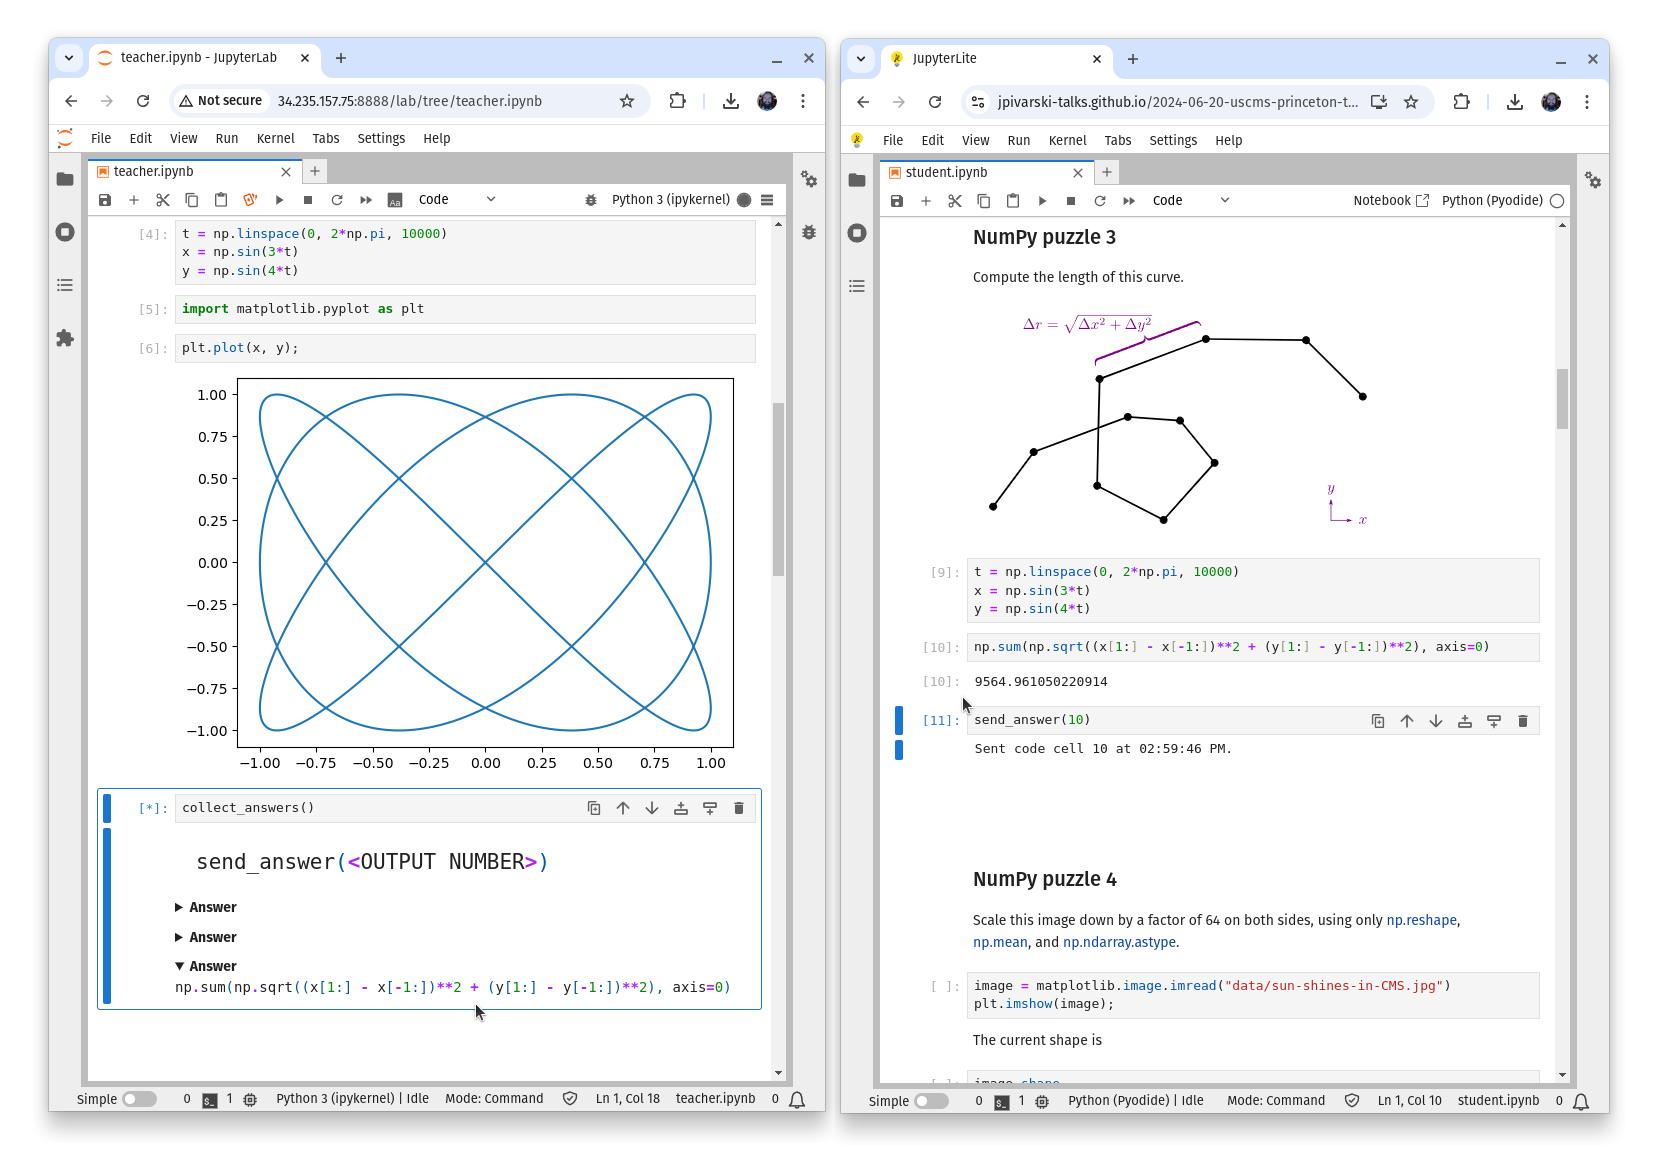 teacher.ipynb - JupyterLab
Not secure 34.235.157.75:8888/lab/tree/teacher.ipynb
File Edit View Run Kernel Tabs Settings Help
teacher.ipynb
Code Python 3 (ipykernel)
[4]: t = np.linspace(0, 2*np.pi, 10000)
x = np.sin(3*t)
y = np.sin(4*t)
[5]: import matplotlib.pyplot as plt
[6]: plt.plot(x, y);
1.00
0.75
0.50
0.25
0.00
−0.25
−0.50
−0.75
−1.00
−1.00 −0.75 −0.50 −0.25 0.00 0.25 0.50 0.75 1.00
[*]: collect_answers()
send_answer(<OUTPUT NUMBER>)
▶ Answer
▶ Answer
▼ Answer
np.sum(np.sqrt((x[1:] - x[-1:])**2 + (y[1:] - y[-1:])**2), axis=0)
Simple 0 $_ 1 Python 3 (ipykernel) | Idle Mode: Command Ln 1, Col 18 teacher.ipynb 0
JupyterLite
jpivarski-talks.github.io/2024-06-20-uscms-princeton-t...
File Edit View Run Kernel Tabs Settings Help
student.ipynb
Code Notebook Python (Pyodide)
NumPy puzzle 3
Compute the length of this curve.
Δr = √Δx² + Δy²
y
x
[9]: t = np.linspace(0, 2*np.pi, 10000)
x = np.sin(3*t)
y = np.sin(4*t)
[10]: np.sum(np.sqrt((x[1:] - x[-1:])**2 + (y[1:] - y[-1:])**2), axis=0)
[10]: 9564.961050220914
[11]: send_answer(10)
Sent code cell 10 at 02:59:46 PM.
NumPy puzzle 4
Scale this image down by a factor of 64 on both sides, using only np.reshape,
np.mean, and np.ndarray.astype.
[ ]: image = matplotlib.image.imread("data/sun-shines-in-CMS.jpg")
plt.imshow(image);
The current shape is
[ ]: image.shape
Simple 0 $_ 1 Python (Pyodide) | Idle Mode: Command Ln 1, Col 10 student.ipynb 0